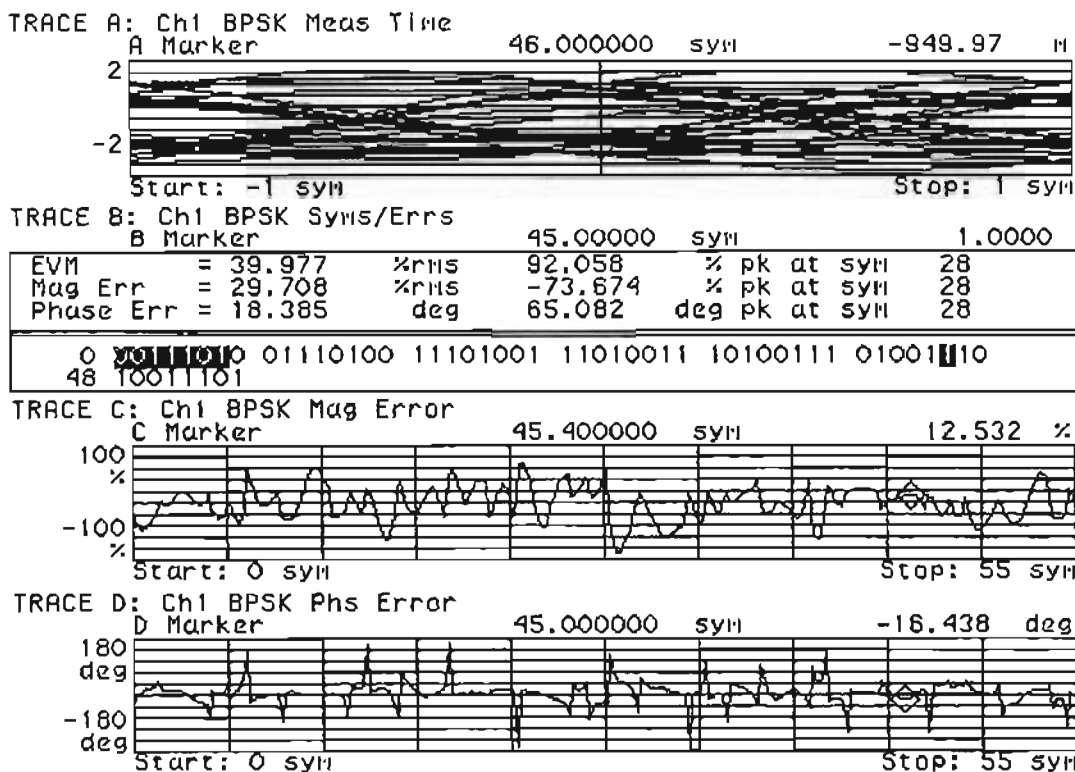 TRACE A: Ch1 BPSK Meas Time
A Marker 46.000000 sym -949.97 m
2
-2
Start: -1 sym Stop: 1 sym
TRACE B: Ch1 BPSK Syms/Errs
B Marker 45.00000 sym 1.0000
EVM = 39.977 %rms 92.058 % pk at sym 28
Mag Err = 29.708 %rms -73.674 % pk at sym 28
Phase Err = 18.385 deg 65.082 deg pk at sym 28
0 00111010 01110100 11101001 11010011 10100111 01001110
48 10011101
TRACE C: Ch1 BPSK Mag Error
C Marker 45.400000 sym 12.532 %
100
%
-100
%
Start: 0 sym Stop: 55 sym
TRACE D: Ch1 BPSK Phs Error
D Marker 45.000000 sym -16.438 deg
180
deg
-180
deg
Start: 0 sym Stop: 55 sym